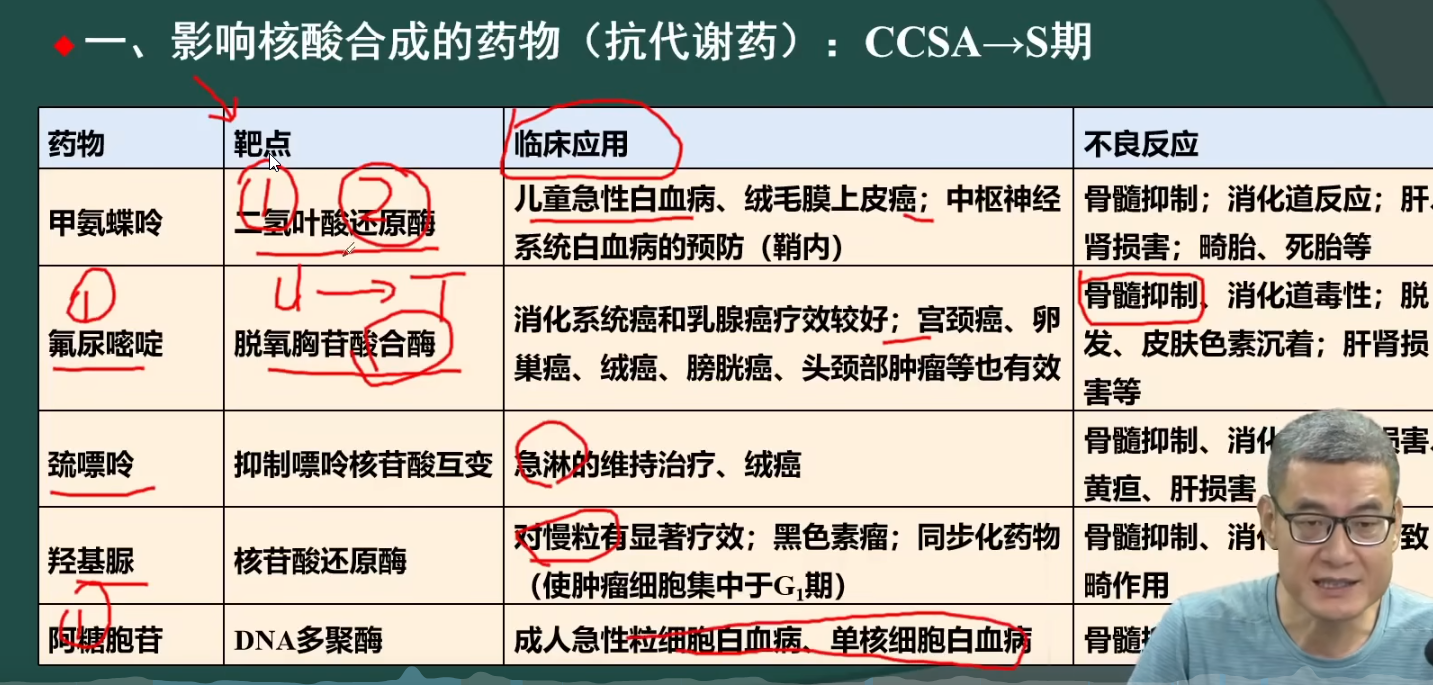 一、影响核酸合成的药物（抗代谢药）：CCSA→S期
药物
靶点
临床应用
不良反应
甲氨蝶呤
二氢叶酸还原酶
① ②
儿童急性白血病、绒毛膜上皮癌；中枢神经
系统白血病的预防（鞘内）
骨髓抑制；消化道反应；肝、
肾损害；畸胎、死胎等
①
氟尿嘧啶
U→T
脱氧胸苷酸合酶
消化系统癌和乳腺癌疗效较好；宫颈癌、卵
巢癌、绒癌、膀胱癌、头颈部肿瘤等也有效
骨髓抑制、消化道毒性；脱
发、皮肤色素沉着；肝肾损
害等
巯嘌呤
抑制嘌呤核苷酸互变
急淋的维持治疗、绒癌
骨髓抑制、消化
损害
黄疸、肝损害
羟基脲
核苷酸还原酶
对慢粒有显著疗效；黑色素瘤；同步化药物
（使肿瘤细胞集中于G₁期）
骨髓抑制、消化
致
畸作用
①
阿糖胞苷
DNA多聚酶
成人急性粒细胞白血病、单核细胞白血病
骨髓